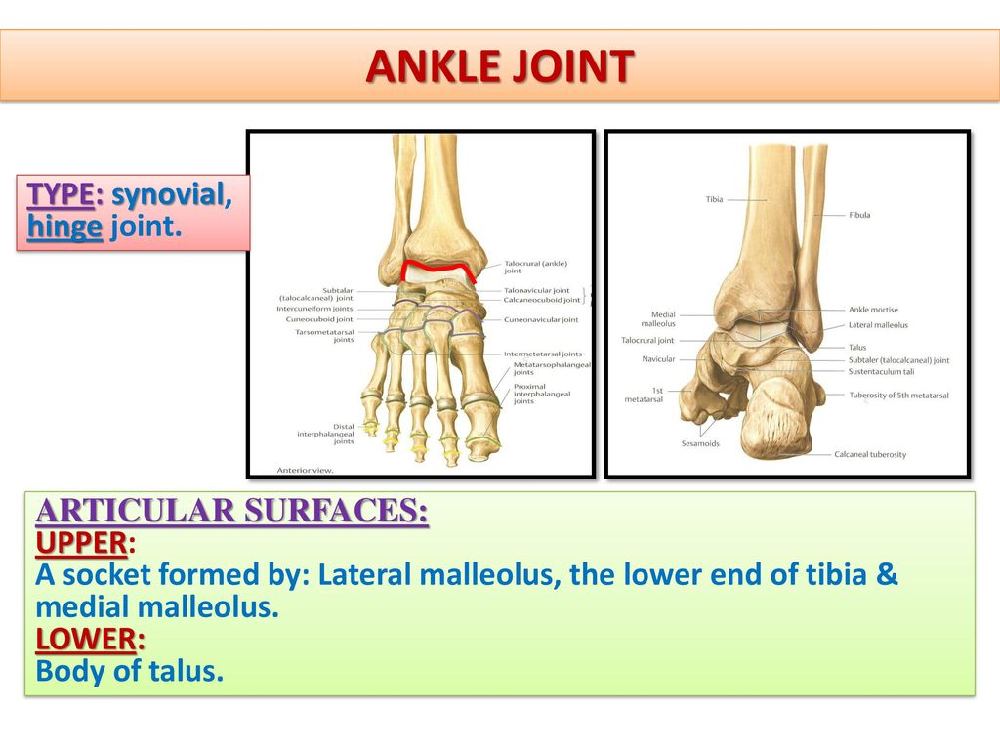 ANKLE JOINT
TYPE: synovial,
hinge joint.
Talocrural (ankle)
joint
Subtalar
(talocalcaneal) joint
Intercuneiform joints
Cuneocuboid joint
Tarsometatarsal
joints
Talonavicular joint
Calcaneocuboid joint
Cuneonavicular joint
Intermetatarsal joints
Metatarsophalangeal
joints
Proximal
interphalangeal
joints
Distal
interphalangeal
joints
Anterior view.
Tibia
Fibula
Medial
malleolus
Talocrural joint
Navicular
1st
metatarsal
Sesamoids
Ankle mortise
Lateral malleolus
Talus
Subtaler (talocalcaneal) joint
Sustentaculum tali
Tuberosity of 5th metatarsal
Calcaneal tuberosity
ARTICULAR SURFACES:
UPPER:
A socket formed by: Lateral malleolus, the lower end of tibia &
medial malleolus.
LOWER:
Body of talus.